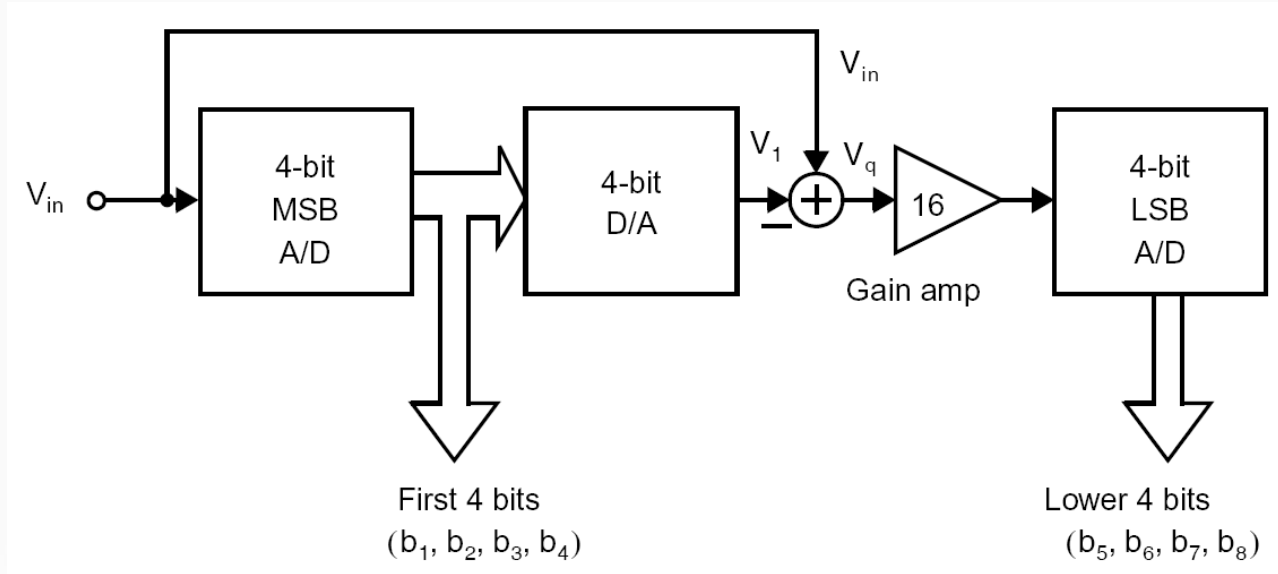 V_in
4-bit
MSB
A/D
4-bit
D/A
V_1
V_in
V_q
16
Gain amp
4-bit
LSB
A/D
First 4 bits
(b_1, b_2, b_3, b_4)
Lower 4 bits
(b_5, b_6, b_7, b_8)